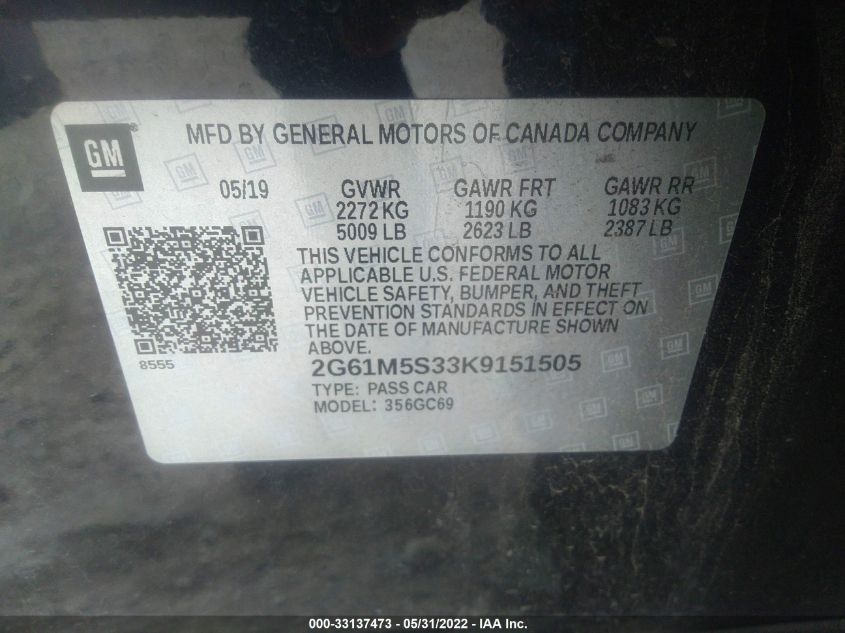 GM
MFD BY GENERAL MOTORS OF CANADA COMPANY
05/19 GVWR GAWR FRT GAWR RR
2272 KG 1190 KG 1083 KG
5009 LB 2623 LB 2387 LB
THIS VEHICLE CONFORMS TO ALL
APPLICABLE U.S. FEDERAL MOTOR
VEHICLE SAFETY, BUMPER, AND THEFT
PREVENTION STANDARDS IN EFFECT ON
THE DATE OF MANUFACTURE SHOWN
ABOVE.
8555
2G61M5S33K9151505
TYPE: PASS CAR
MODEL: 356GC69
000-33137473 - 05/31/2022 - IAA Inc.